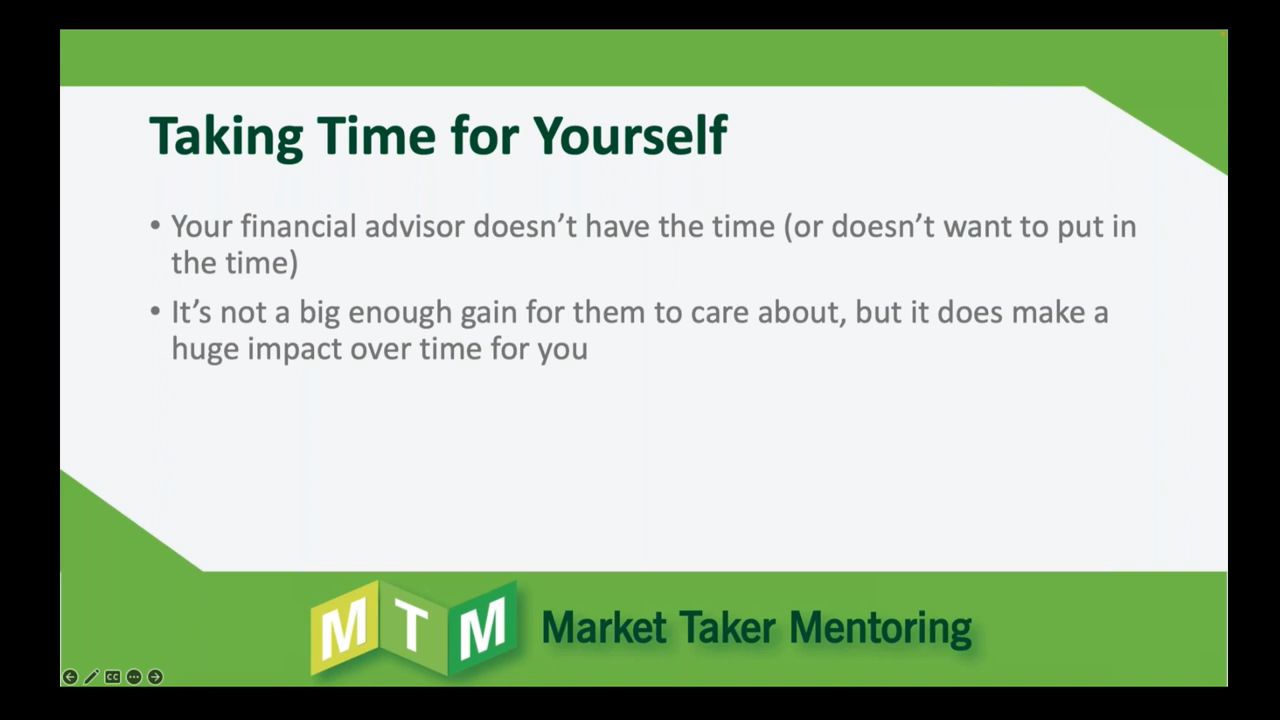 Taking Time for Yourself
• Your financial advisor doesn’t have the time (or doesn’t want to put in
the time)
• It’s not a big enough gain for them to care about, but it does make a
huge impact over time for you
MTM Market Taker Mentoring
CC